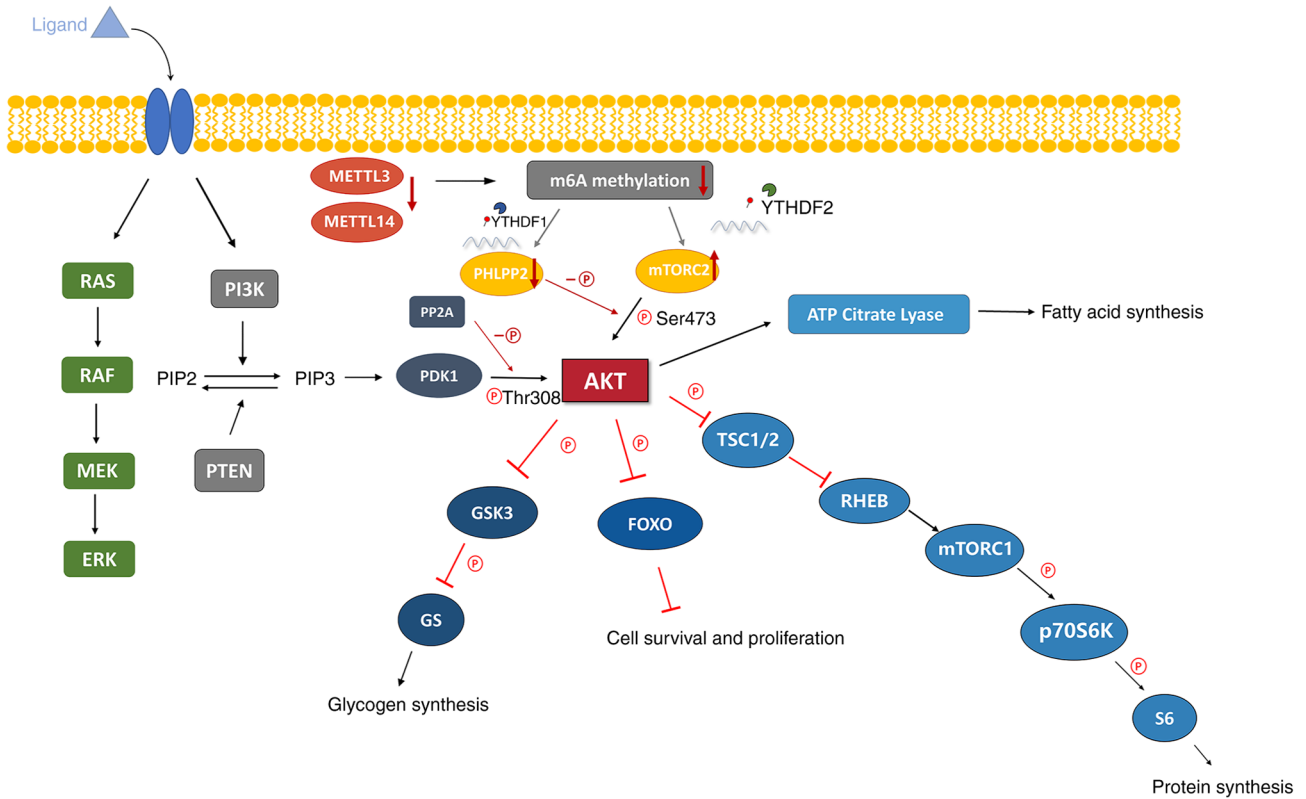 Ligand
METTL3
METTL14
m6A methylation
YTHDF1
YTHDF2
PHLPP2
mTORC2
– P
RAS
PI3K
PP2A
– P
P Ser473
ATP Citrate Lyase
Fatty acid synthesis
RAF
PIP2
PIP3
PDK1
P Thr308
AKT
P
P
P
TSC1/2
MEK
PTEN
RHEB
GSK3
FOXO
mTORC1
ERK
P
P
GS
p70S6K
Cell survival and proliferation
P
Glycogen synthesis
S6
Protein synthesis